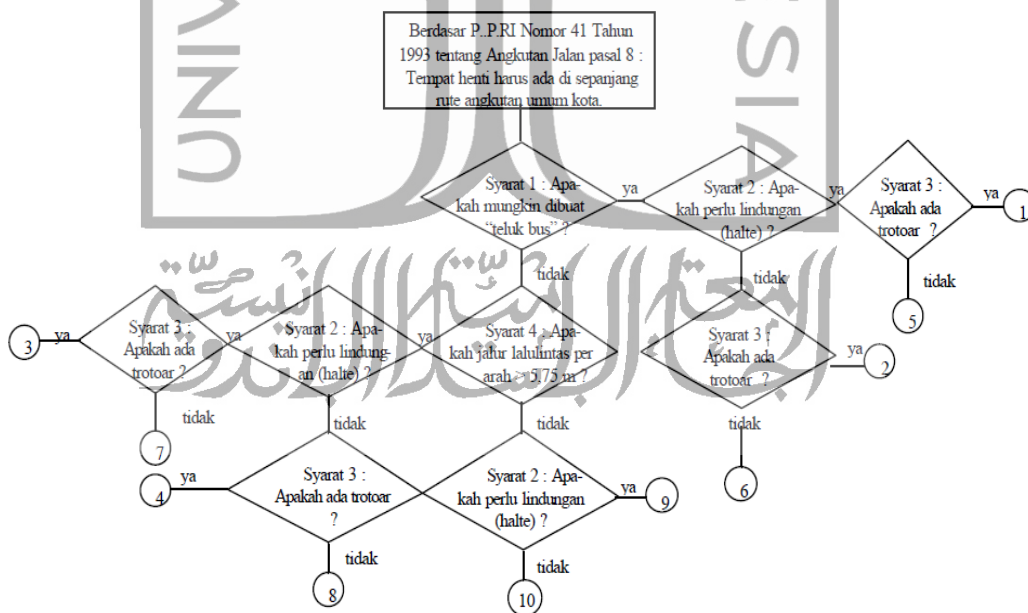 Berdasar P..P.RI Nomor 41 Tahun
1993 tentang Angkutan Jalan pasal 8 :
Tempat henti harus ada di sepanjang
rute angkutan umum kota.
Syarat 1 : Apa-
kah mungkin dibuat
“teluk bus” ?
ya
tidak
Syarat 2 : Apa-
kah perlu lindungan
(halte) ?
ya
tidak
Syarat 3 :
Apakah ada
trotoar ?
ya
1
tidak
5
Syarat 3 :
Apakah ada
trotoar ?
ya
2
tidak
6
Syarat 4 : Apa-
kah jalur lalulintas per
arah > 5,75 m ?
ya
tidak
Syarat 2 : Apa-
kah perlu lindung-
an (halte) ?
ya
tidak
Syarat 3 :
Apakah ada
trotoar ?
ya
3
tidak
7
Syarat 3 :
Apakah ada trotoar
?
ya
4
tidak
8
Syarat 2 : Apa-
kah perlu lindungan
(halte) ?
ya
9
tidak
10